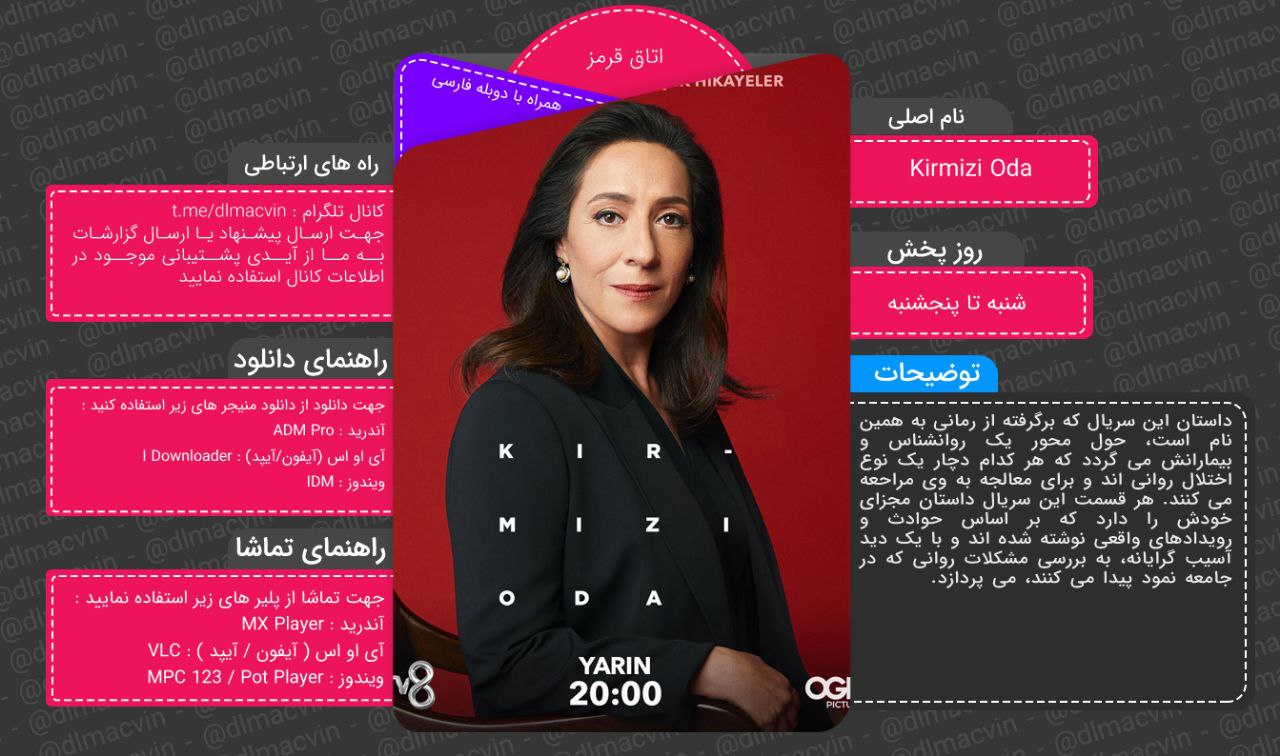 اتاق قرمز
همراه با دوبله فارسی
HIKAYELER
نام اصلی
Kirmizi Oda
روز پخش
شنبه تا پنجشنبه
توضیحات
داستان این سریال که برگرفته از رمانی به همین
نام است، حول محور یک روانشناس و
بیمارانش می گردد که هر کدام دچار یک نوع
اختلال روانی اند و برای معالجه به وی مراحعه
می کنند. هر قسمت این سریال داستان مجزای
خودش را دارد که بر اساس حوادث و
رویدادهای واقعی نوشته شده اند و با یک دید
آسیب گرایانه، به بررسی مشکلات روانی که در
جامعه نمود پیدا می کنند، می پردازد.
راه های ارتباطی
کانال تلگرام : t.me/dlmacvin
جهت ارسال پیشنهاد یا ارسال گزارشات
به ما از آیدی پشتیبانی موجود در
اطلاعات کانال استفاده نمایید
راهنمای دانلود
جهت دانلود از دانلود منیجر های زیر استفاده کنید :
آندرید : ADM Pro
آی او اس (آیفون/آیپد) : I Downloader
ویندوز : IDM
راهنمای تماشا
جهت تماشا از پلیر های زیر استفاده نمایید :
آندرید : MX Player
آی او اس ( آیفون / آیپد ) : VLC
ویندوز : MPC 123 / Pot Player
KIR-
MIZI
ODA
YARIN
20:00
tv8
@dlmacvin